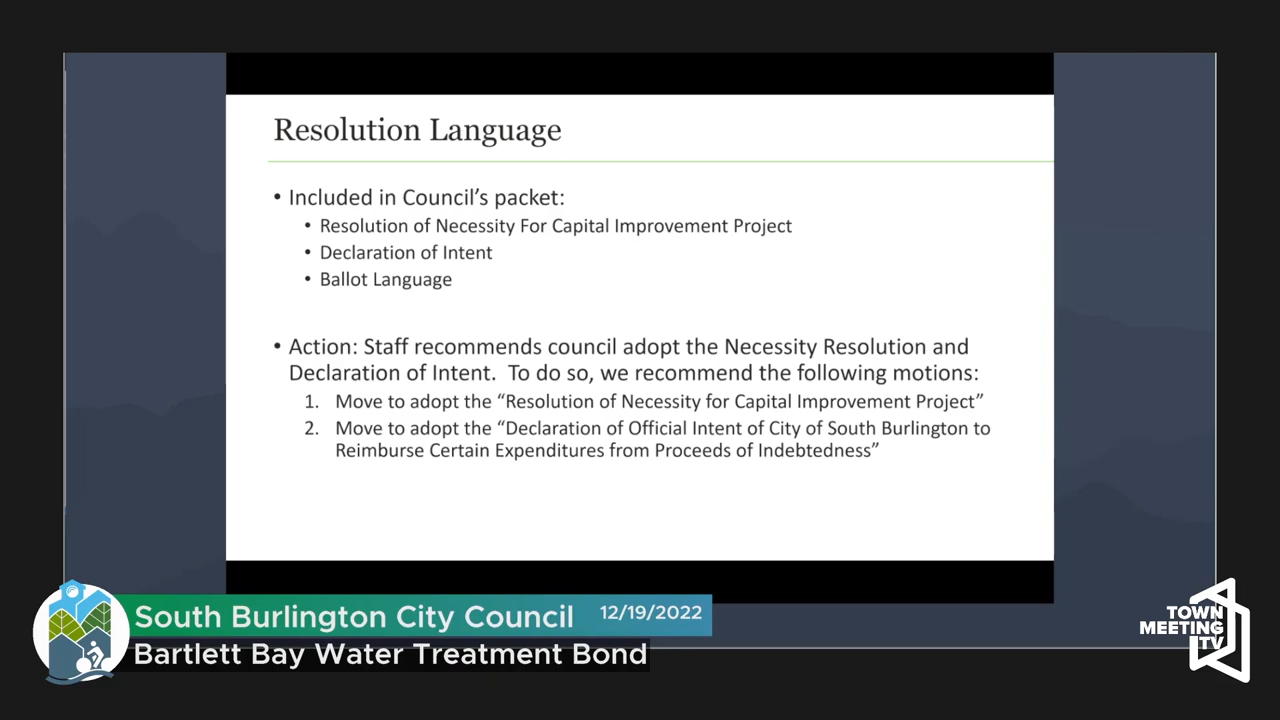 Resolution Language
• Included in Council’s packet:
• Resolution of Necessity For Capital Improvement Project
• Declaration of Intent
• Ballot Language
• Action: Staff recommends council adopt the Necessity Resolution and
Declaration of Intent.  To do so, we recommend the following motions:
1. Move to adopt the “Resolution of Necessity for Capital Improvement Project”
2. Move to adopt the “Declaration of Official Intent of City of South Burlington to
Reimburse Certain Expenditures from Proceeds of Indebtedness”
South Burlington City Council 12/19/2022
Bartlett Bay Water Treatment Bond
TOWN
MEETING
TV